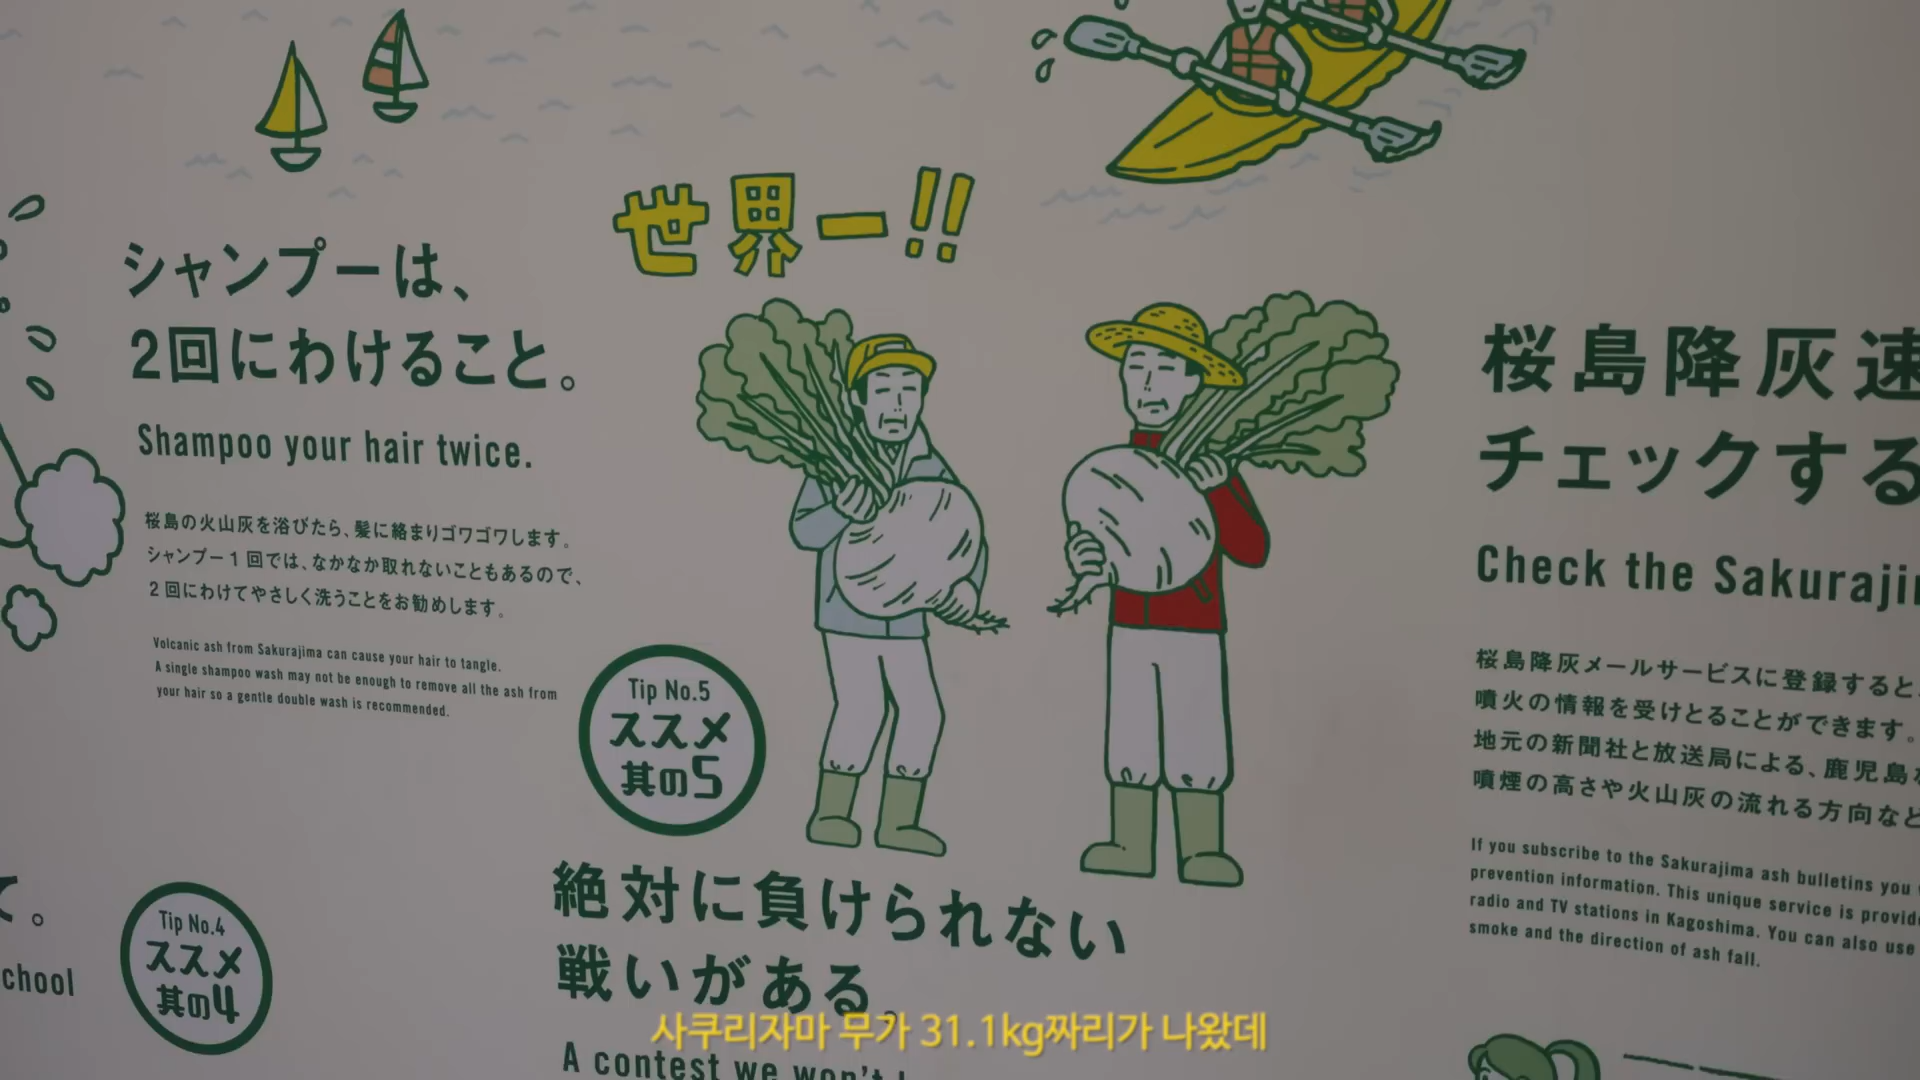 世界一!!
シャンプーは、
2回にわけること。
Shampoo your hair twice.
桜島の火山灰を浴びたら、髪に絡まりゴワゴワします。
シャンプー1回では、なかなか取れないこともあるので、
2回にわけてやさしく洗うことをお勧めします。
Volcanic ash from Sakurajima can cause your hair to tangle.
A single shampoo wash may not be enough to remove all the ash from
your hair so a gentle double wash is recommended.
て。
chool
Tip No.4
ススメ
其の4
Tip No.5
ススメ
其の5
絶対に負けられない
戦いがある。
A contest we won't
桜島降灰速
チェックする
Check the Sakurajim
桜島降灰メールサービスに登録すると
噴火の情報を受けとることができます。
地元の新聞社と放送局による、鹿児島
噴煙の高さや火山灰の流れる方向など
If you subscribe to the Sakurajima ash bulletins you
prevention information. This unique service is provide
radio and TV stations in Kagoshima. You can also use
smoke and the direction of ash fall.
사쿠리자마 무가 31.1kg짜리가 나왔데